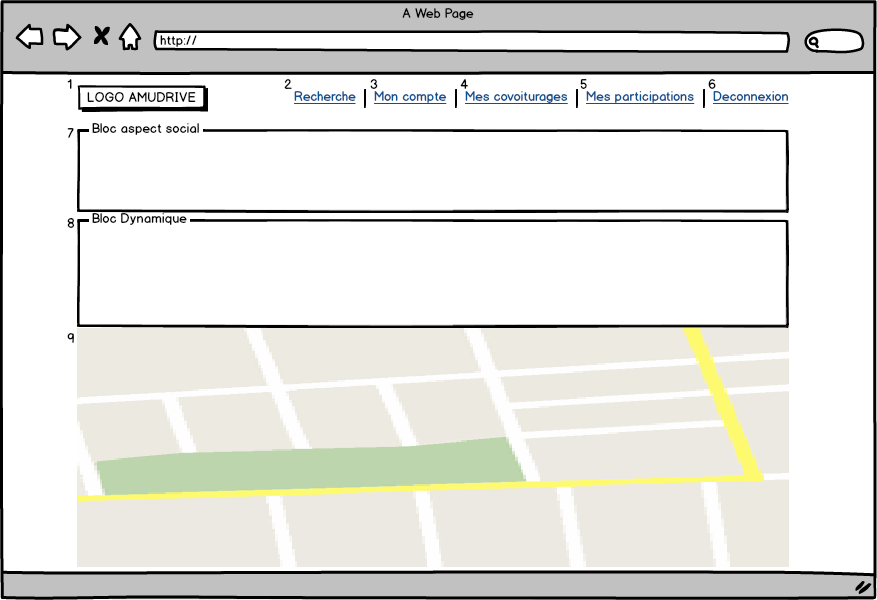 A Web Page
http://
1 LOGO AMUDRIVE 2 Recherche 3 Mon compte 4 Mes covoiturages 5 Mes participations 6 Deconnexion
7 Bloc aspect social
8 Bloc Dynamique
9